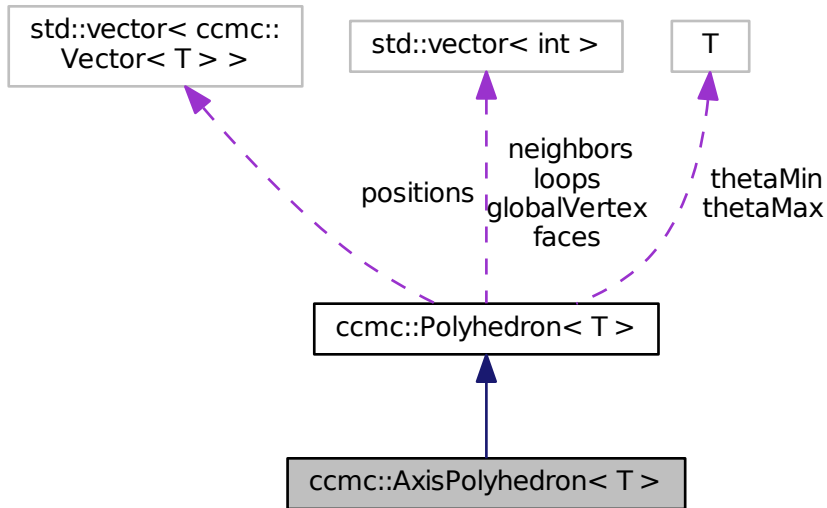 std::vector< ccmc::
Vector< T > >
std::vector< int >
T
positions
neighbors
loops
globalVertex
faces
thetaMin
thetaMax
ccmc::Polyhedron< T >
ccmc::AxisPolyhedron< T >